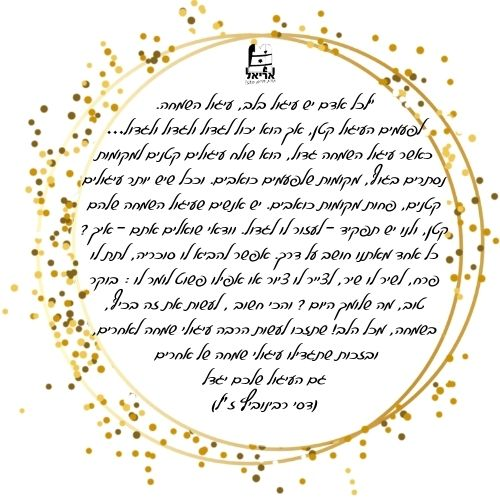 אריאל
"לכל אדם יש עיגול בלב, עיגול השמחה.
לפעמים העיגול קטן, אך הוא יכול לגדול ולגדול ולגדול...
כאשר עיגול השמחה גדול, הוא שולח עיגולים קטנים למקומות
נסתרים בגוף, מקומות שלפעמים כואבים. וככל שיש יותר עיגולים
קטנים, פחות מקומות כואבים. יש אנשים שעיגול השמחה שלהם
קטן, ולנו יש תפקיד - לעזור לו לגדול. וודאי שואלים אתם - איך ?
כל אחד מאתנו חושב על דרך. אפשר להביא לו סוכריה, לתת לו
פרח, לשיר לו שיר, לצייר לו ציור או אפילו פשוט לומר לו : בוקר
טוב, מה שלומך היום ? והכי חשוב , לעשות את זה בכיף,
בשמחה, מכל הלב! שתזכו לעשות הרבה עיגולי שמחה לאחרים,
ובזכות שתגדילו עיגולי שמחה של אחרים
גם העיגול שלכם יגדל
(דסי רבינוביץ ז"ל)